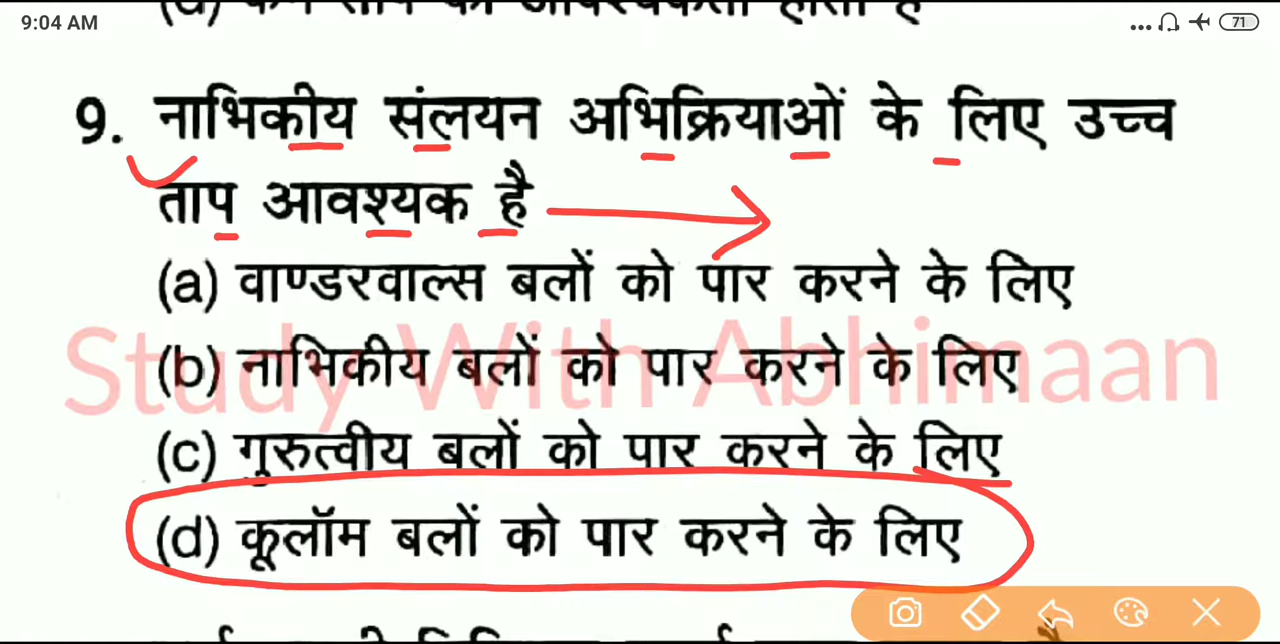 9:04 AM
... 71
9. नाभिकीय संलयन अभिक्रियाओं के लिए उच्च
ताप आवश्यक है
(a) वाण्डरवाल्स बलों को पार करने के लिए
(b) नाभिकीय बलों को पार करने के लिए
Study With Abhimaan
(c) गुरुत्वीय बलों को पार करने के लिए
(d) कूलॉम बलों को पार करने के लिए